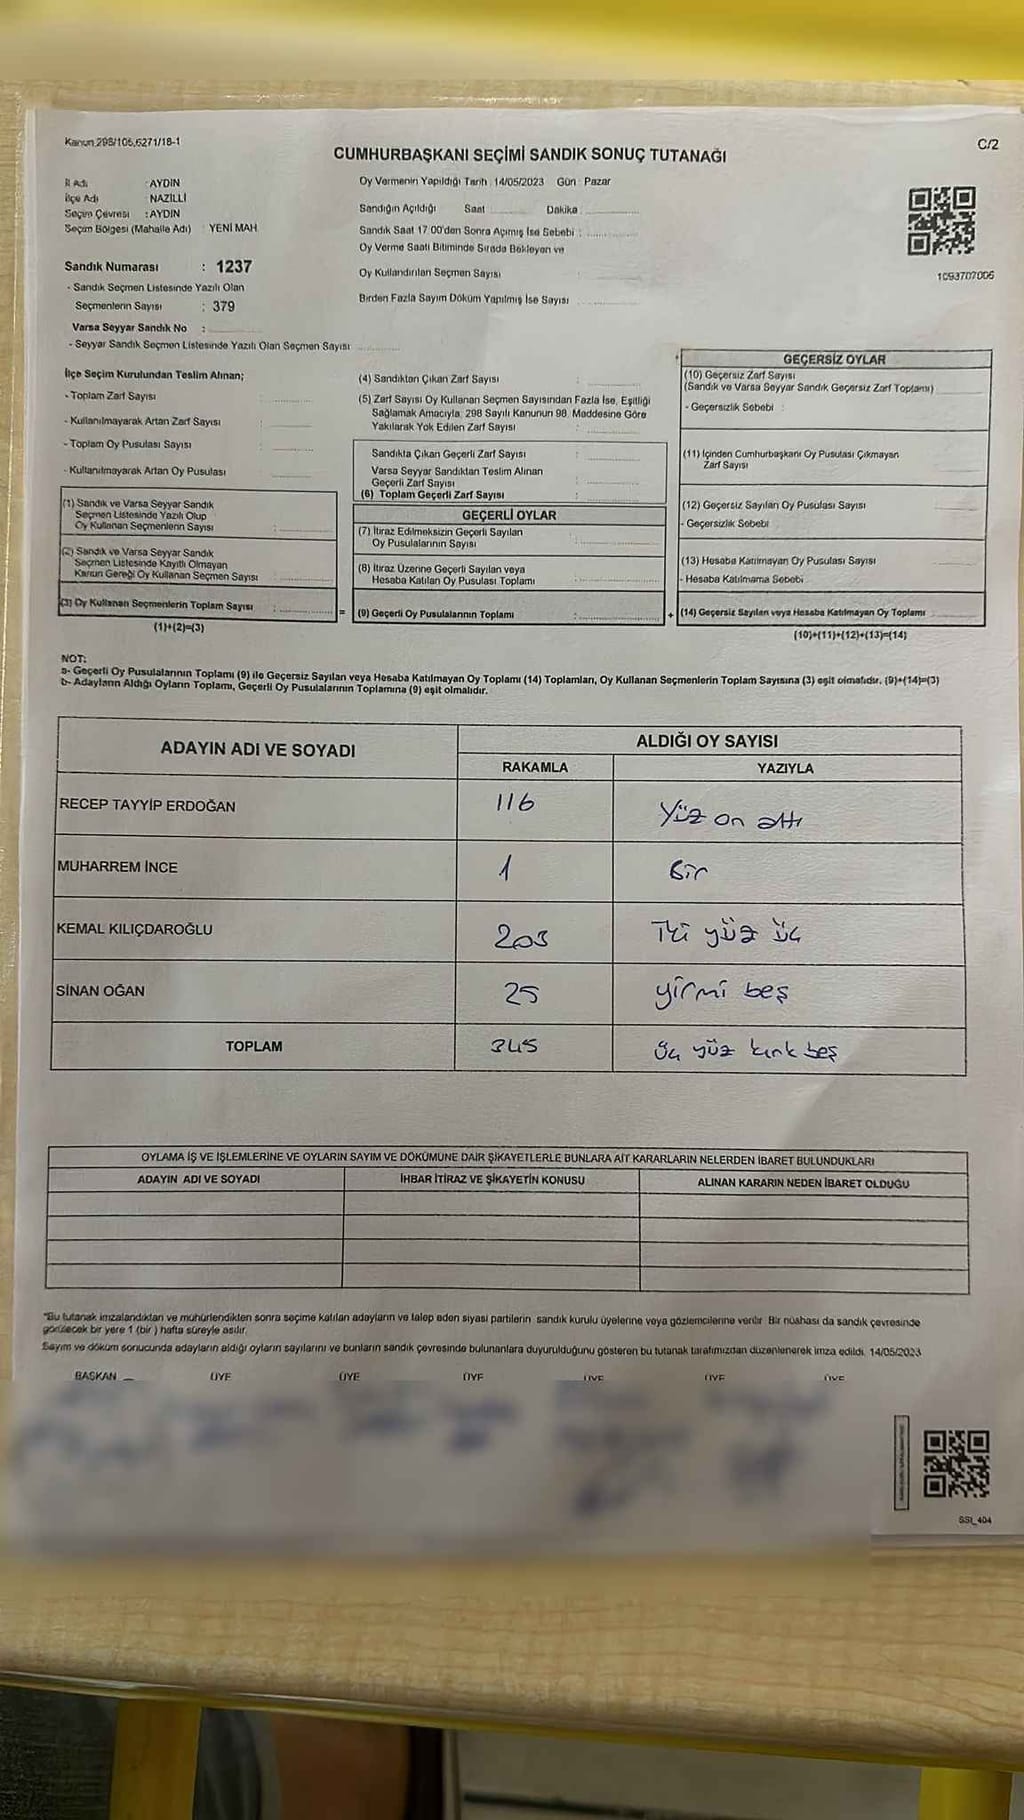 Kanun 298/105,6271/18-1
C/2
CUMHURBAŞKANI SEÇİMİ SANDIK SONUÇ TUTANAĞI
İl Adı : AYDIN
İlçe Adı : NAZİLLİ
Seçim Çevresi : AYDIN
Seçim Bölgesi (Mahalle Adı) : YENİ MAH.
Sandık Numarası : 1237
- Sandık Seçmen Listesinde Yazılı Olan
Seçmenlerin Sayısı : 379
Varsa Seyyar Sandık No :
- Seyyar Sandık Seçmen Listesinde Yazılı Olan Seçmen Sayısı
Oy Vermenin Yapıldığı Tarih : 14/05/2023 Gün : Pazar
Sandığın Açıldığı Saat Dakika
Sandık Saat 17.00'den Sonra Açımış İse Sebebi :
Oy Verme Saati Bitiminde Sırada Bekleyen ve
Oy Kullandırılan Seçmen Sayısı :
Birden Fazla Sayım Döküm Yapılmış İse Sayısı
1093707006
İlçe Seçim Kurulundan Teslim Alınan;
- Toplam Zarf Sayısı :
- Kullanılmayarak Artan Zarf Sayısı :
- Toplam Oy Pusulası Sayısı :
- Kullanılmayarak Artan Oy Pusulası
(1) Sandık ve Varsa Seyyar Sandık
Seçmen Listesinde Yazılı Olup
Oy Kullanan Seçmenlerin Sayısı :
(2) Sandık ve Varsa Seyyar Sandık
Seçmen Listesinde Kayıtlı Olmayan
Kanun Gereği Oy Kullanan Seçmen Sayısı
(3) Oy Kullanan Seçmenlerin Toplam Sayısı :
(1)+(2)=(3)
(4) Sandıktan Çıkan Zarf Sayısı :
(5) Zarf Sayısı Oy Kullanan Seçmen Sayısından Fazla İse, Eşitliği
Sağlamak Amacıyla, 298 Sayılı Kanunun 98. Maddesine Göre
Yakılarak Yok Edilen Zarf Sayısı :
Sandıkta Çıkan Geçerli Zarf Sayısı :
Varsa Seyyar Sandıktan Teslim Alınan
Geçerli Zarf Sayısı :
(6) Toplam Geçerli Zarf Sayısı :
GEÇERLİ OYLAR
(7) İtiraz Edilmeksizin Geçerli Sayılan
Oy Pusulalarının Sayısı :
(8) İtiraz Üzerine Geçerli Sayılan veya
Hesaba Katılan Oy Pusulası Toplamı :
= (9) Geçerli Oy Pusulalarının Toplamı :
GEÇERSİZ OYLAR
(10) Geçersiz Zarf Sayısı
(Sandık ve Varsa Seyyar Sandık Geçersiz Zarf Toplamı)
- Geçersizlik Sebebi :
(11) İçinden Cumhurbaşkanı Oy Pusulası Çıkmayan
Zarf Sayısı
(12) Geçersiz Sayılan Oy Pusulası Sayısı
- Geçersizlik Sebebi
(13) Hesaba Katılmayan Oy Pusulası Sayısı
- Hesaba Katılmama Sebebi
+ (14) Geçersiz Sayılan veya Hesaba Katılmayan Oy Toplamı
(10)+(11)+(12)+(13)=(14)
NOT:
a- Geçerli Oy Pusulalarının Toplamı (9) ile Geçersiz Sayılan veya Hesaba Katılmayan Oy Toplamı (14) Toplamları, Oy Kullanan Seçmenlerin Toplam Sayısına (3) eşit olmalıdır. (9)+(14)=(3)
b- Adayların Aldığı Oyların Toplamı, Geçerli Oy Pusulalarının Toplamına (9) eşit olmalıdır.
ADAYIN ADI VE SOYADI ALDIĞI OY SAYISI
RAKAMLA YAZIYLA
RECEP TAYYİP ERDOĞAN 116 Yüz on altı
MUHARREM İNCE 1 Bir
KEMAL KILIÇDAROĞLU 203 İki yüz üç
SİNAN OĞAN 25 yirmi beş
TOPLAM 345 Üç yüz kırk beş
OYLAMA İŞ VE İŞLEMLERİNE VE OYLARIN SAYIM VE DÖKÜMÜNE DAİR ŞİKAYETLERLE BUNLARA AİT KARARLARIN NELERDEN İBARET BULUNDUKLARI
ADAYIN ADI VE SOYADI İHBAR İTİRAZ VE ŞİKAYETİN KONUSU ALINAN KARARIN NEDEN İBARET OLDUĞU
*Bu tutanak imzalandıktan ve mühürlendikten sonra seçime katılan adayların ve talep eden siyasi partilerin sandık kurulu üyelerine veya gözlemcilerine verilir. Bir nüshası da sandık çevresinde
görülecek bir yere 1 (bir) hafta süreyle asılır.
Sayım ve döküm sonucunda adayların aldığı oyların sayılarını ve bunların sandık çevresinde bulunanlara duyurulduğunu gösteren bu tutanak tarafımızdan düzenlenerek imza edildi. 14/05/2023
BAŞKAN ÜYE ÜYE ÜYE ÜYE ÜYE ÜYE
SSI_404